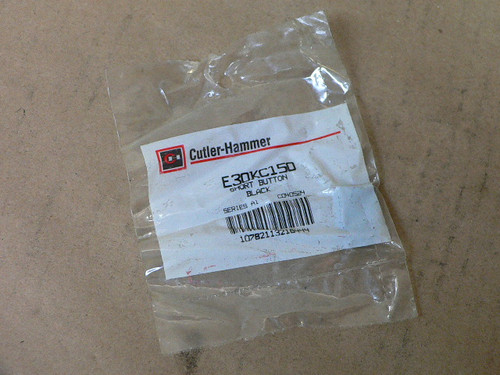 Cutler-Hammer
E30KC150
SHORT BUTTON
BLACK
SERIES A1